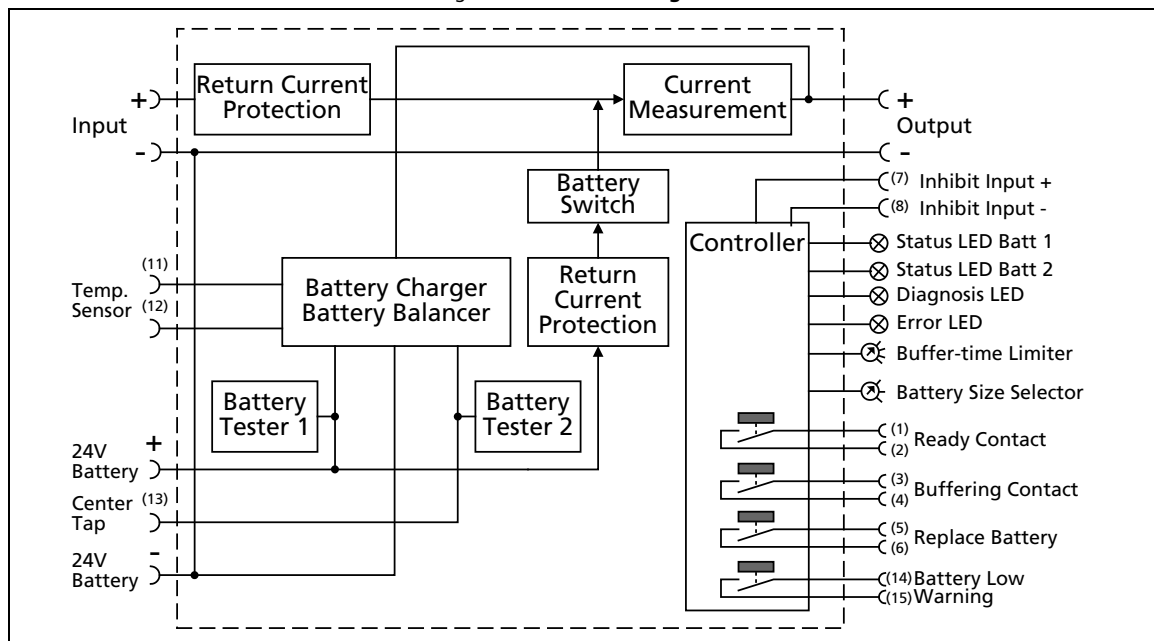 Return Current
Protection
Current
Measurement
+
Input
-
+
Output
-
Battery
Switch
(7) Inhibit Input +
(8) Inhibit Input -
Controller
Status LED Batt 1
Status LED Batt 2
Diagnosis LED
Error LED
Buffer-time Limiter
Battery Size Selector
(11)
Temp.
Sensor (12)
Battery Charger
Battery Balancer
Return
Current
Protection
Battery
Tester 1
Battery
Tester 2
+
24V
Battery
Center (13)
Tap
-
24V
Battery
(1)
Ready Contact
(2)
(3)
Buffering Contact
(4)
(5)
Replace Battery
(6)
(14) Battery Low
(15) Warning